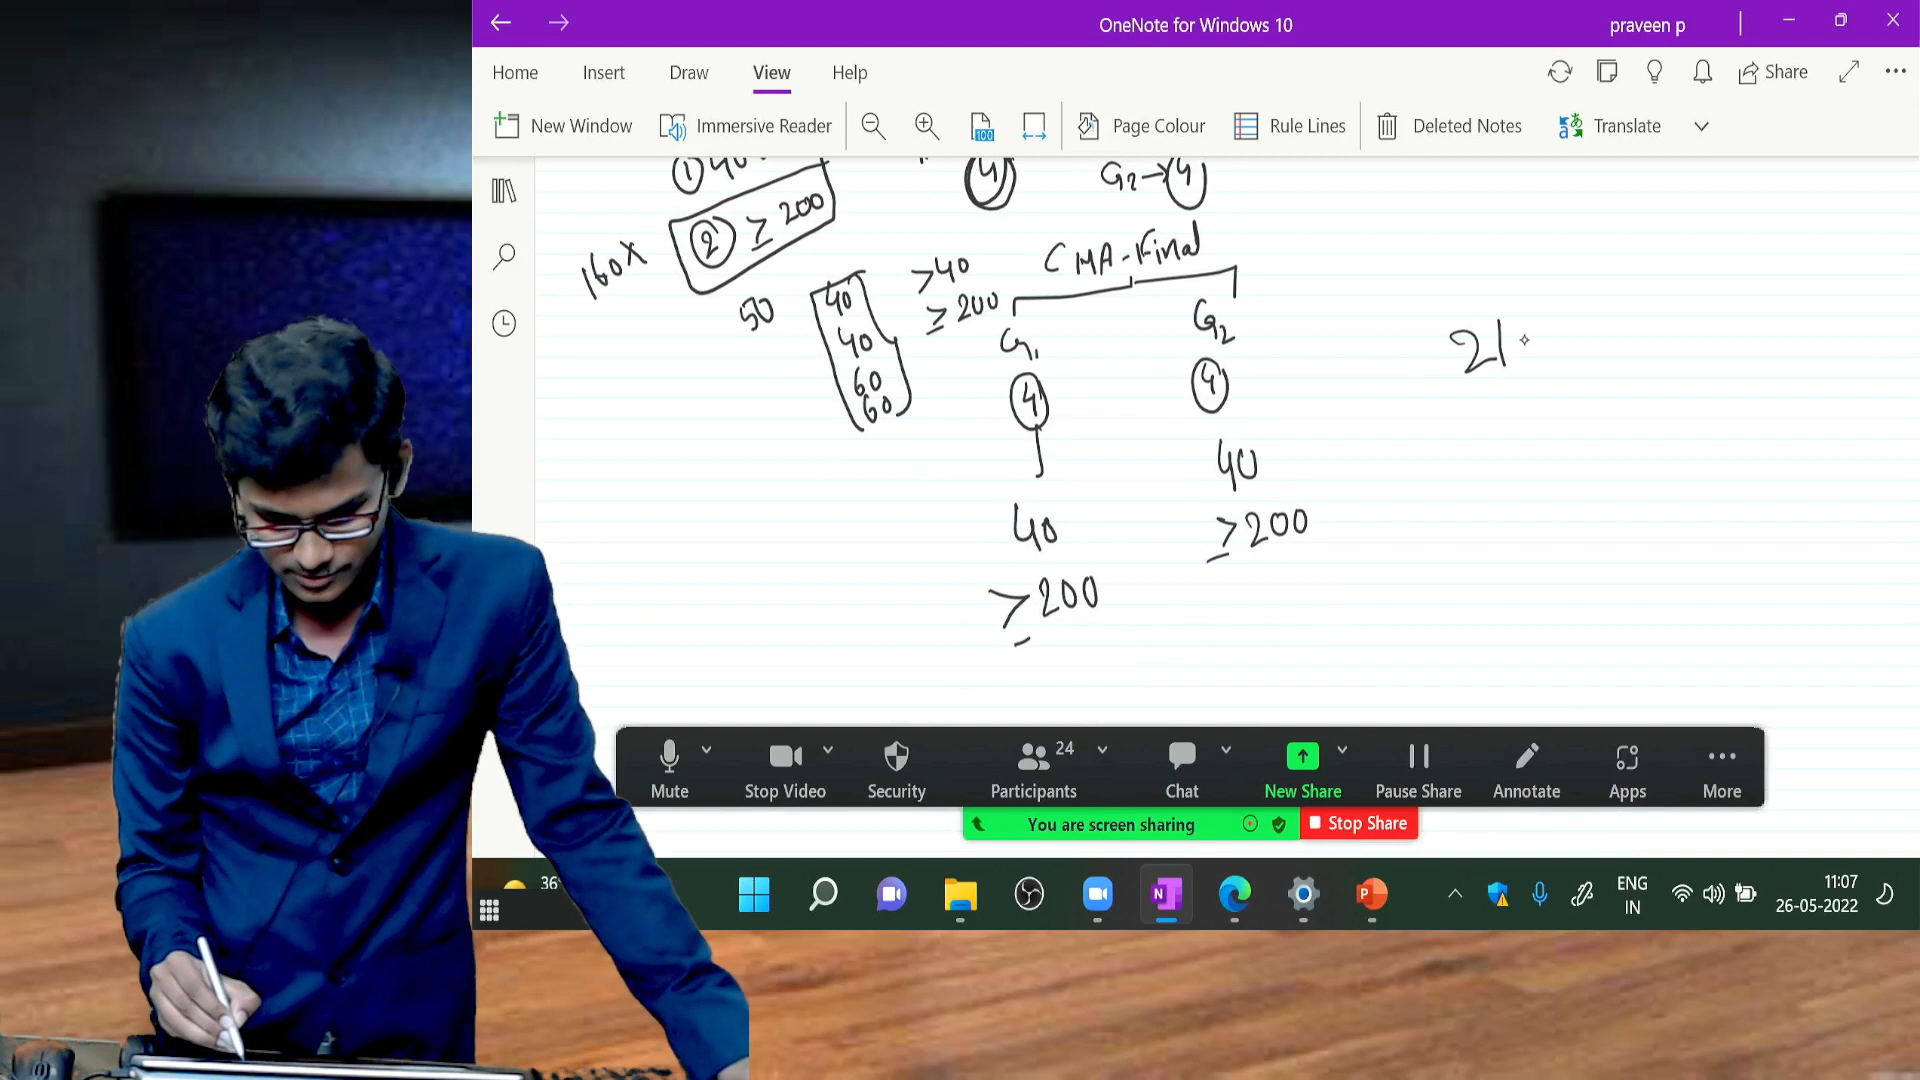 OneNote for Windows 10
praveen p
Home Insert Draw View Help
Share
New Window Immersive Reader
100
Page Colour Rule Lines Deleted Notes Translate
① 40
② ≥ 200
160x
4
G2 → 4
CMA - Final
50
40
40
60
60
>40
≥ 200
G1
4
40
≥ 200
G2
4
40
≥ 200
21
Mute Stop Video Security Participants 24 Chat New Share Pause Share Annotate Apps More
You are screen sharing Stop Share
36°
ENG
IN
11:07
26-05-2022